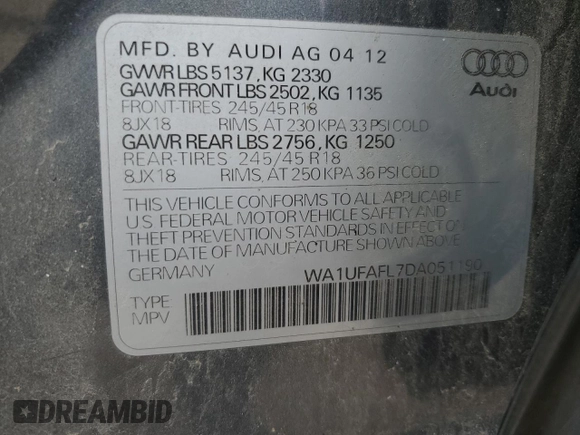 MFD. BY AUDI AG 04 12
GVWR LBS 5137, KG 2330
GAWR FRONT LBS 2502, KG 1135
FRONT-TIRES 245/45 R18
8JX18 RIMS, AT 230 KPA 33 PSI COLD
GAWR REAR LBS 2756, KG 1250
REAR-TIRES 245/45 R18
8JX18 RIMS, AT 250 KPA 36 PSI COLD
Audi
THIS VEHICLE CONFORMS TO ALL APPLICABLE
US FEDERAL MOTOR VEHICLE SAFETY AND
THEFT PREVENTION STANDARDS IN EFFECT ON
THE DATE OF MANUFACTURE SHOWN ABOVE.
GERMANY WA1UFAFL7DA051190
TYPE
MPV
DREAMBID